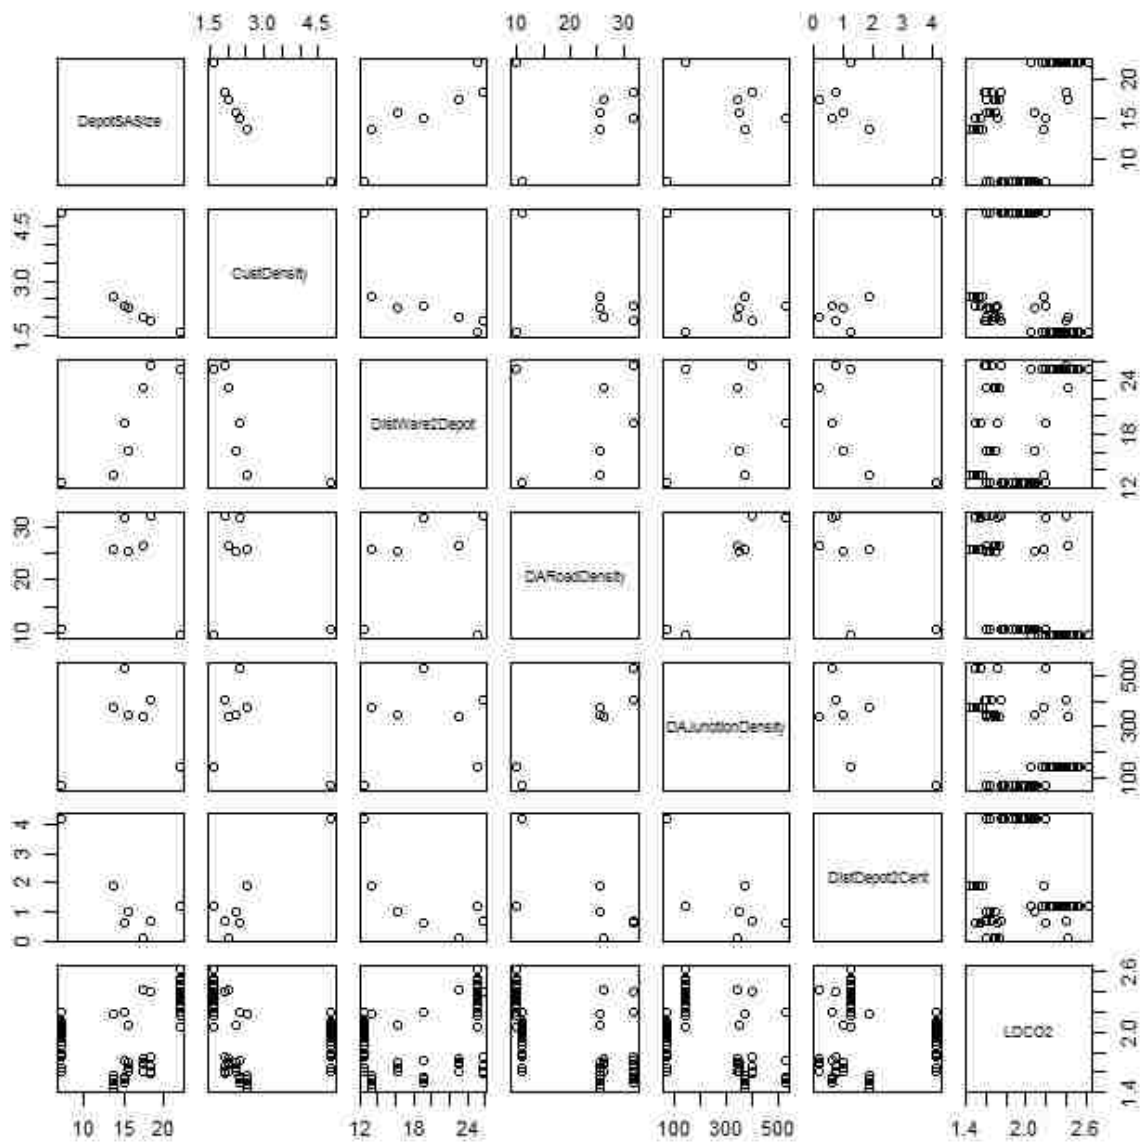 1.5 3.0 4.5 10 20 30 0 1 2 3 4
DepotSASize 10 15 20
1.5 3.0 4.5 CustDensity
DistWare2Depot 12 18 24
10 20 30 DARoadDensity
DAJunctionDensity 100 300 500
0 1 2 3 4 DistDepot2Cent
LDCO2 1.4 2.0 2.6
10 15 20 12 18 24 100 300 500 1.4 2.0 2.6